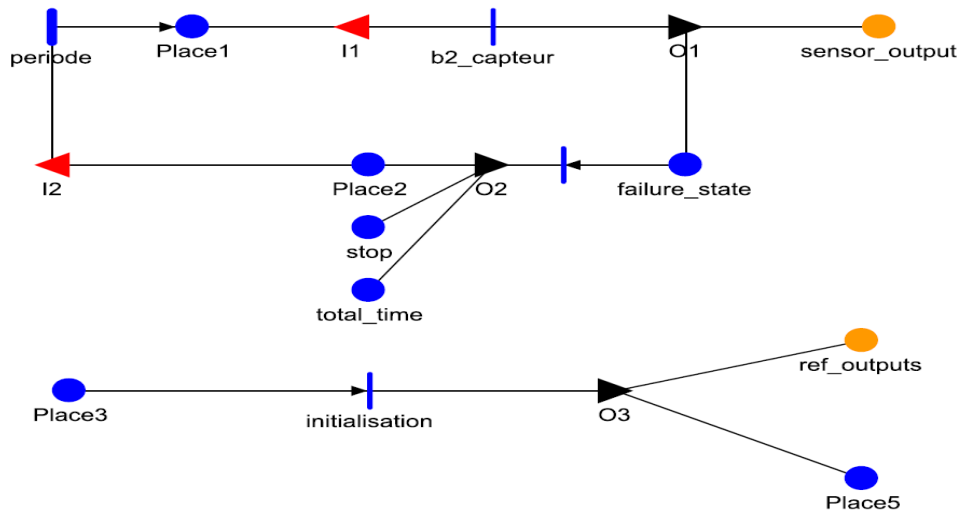 periode
Place1
I1
b2_capteur
O1
sensor_output
I2
Place2
O2
failure_state
stop
total_time
ref_outputs
Place3
initialisation
O3
Place5